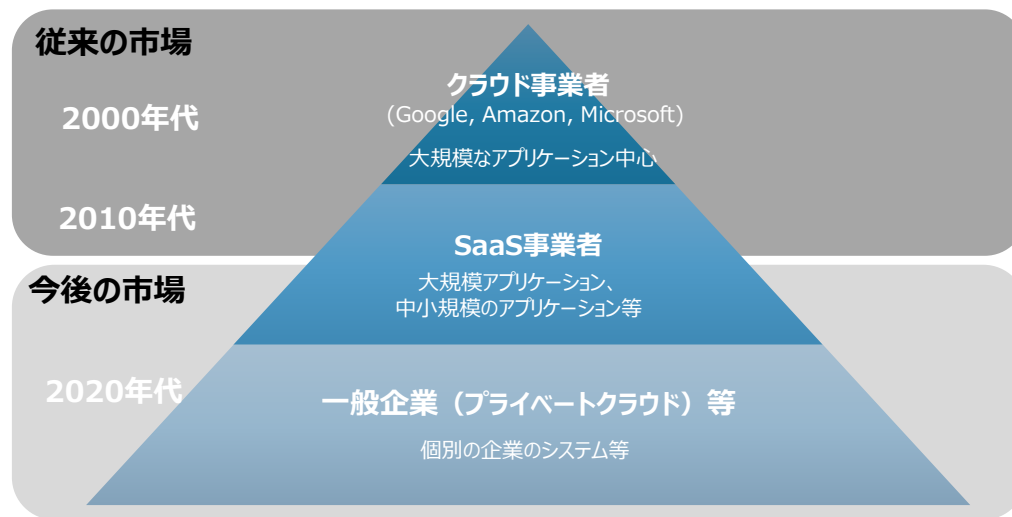 従来の市場
2000年代
クラウド事業者
(Google, Amazon, Microsoft)
大規模なアプリケーション中心
2010年代
SaaS事業者
大規模アプリケーション、
中小規模のアプリケーション等
今後の市場
2020年代
一般企業（プライベートクラウド）等
個別の企業のシステム等